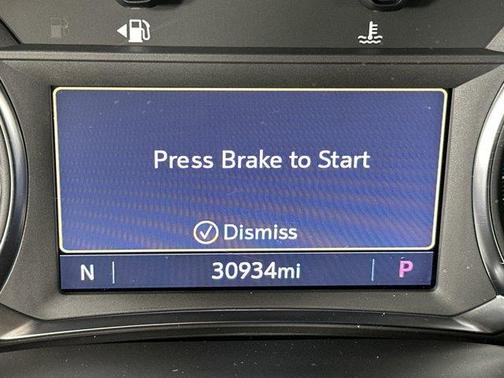 Press Brake to Start
Dismiss
N 30934mi P